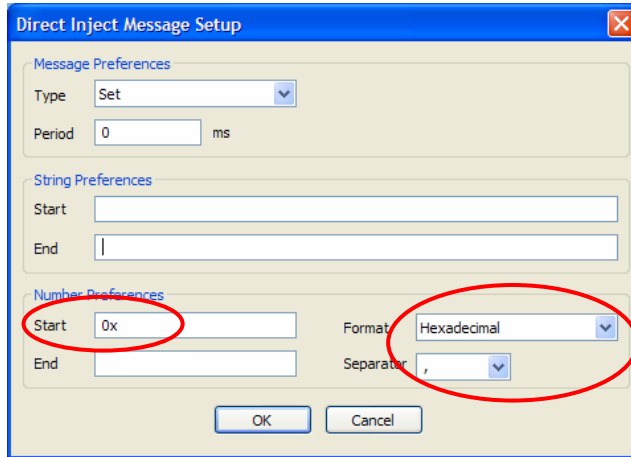 Direct Inject Message Setup
Message Preferences
Type Set
Period 0 ms
String Preferences
Start
End
Number Preferences
Start 0x Format Hexadecimal
End Separator ,
OK Cancel